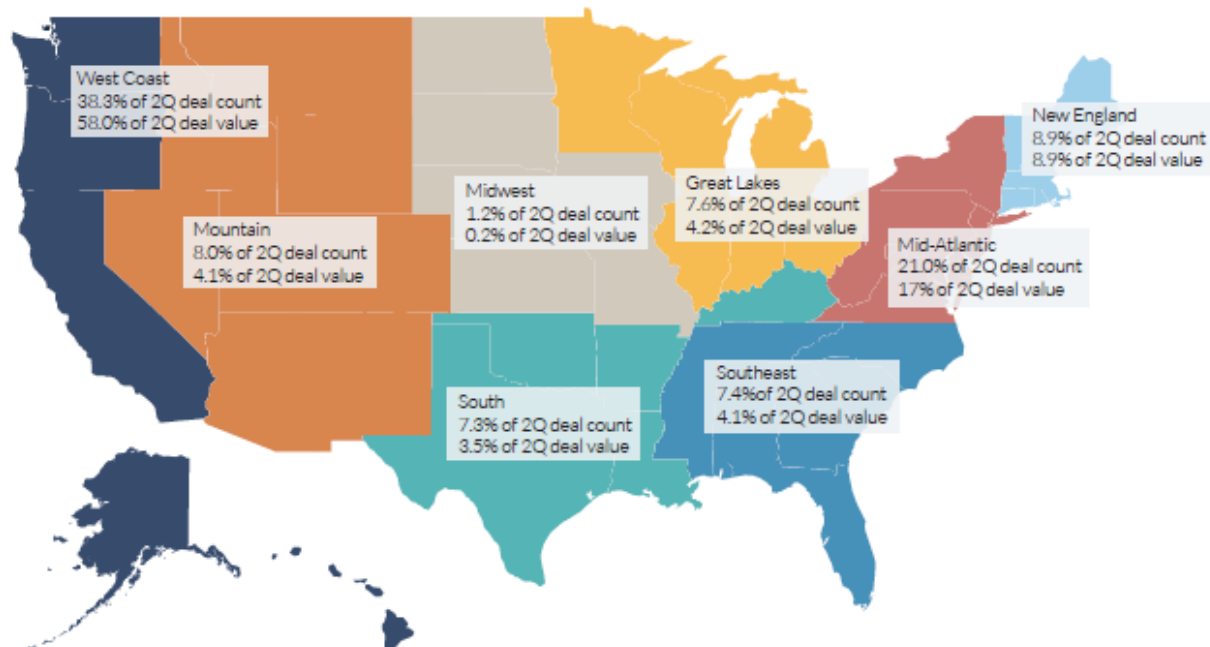 West Coast
38.3% of 2Q deal count
58.0% of 2Q deal value
New England
8.9% of 2Q deal count
8.9% of 2Q deal value
Midwest
1.2% of 2Q deal count
0.2% of 2Q deal value
Great Lakes
7.6% of 2Q deal count
4.2% of 2Q deal value
Mountain
8.0% of 2Q deal count
4.1% of 2Q deal value
Mid-Atlantic
21.0% of 2Q deal count
17% of 2Q deal value
South
7.3% of 2Q deal count
3.5% of 2Q deal value
Southeast
7.4%of 2Q deal count
4.1% of 2Q deal value